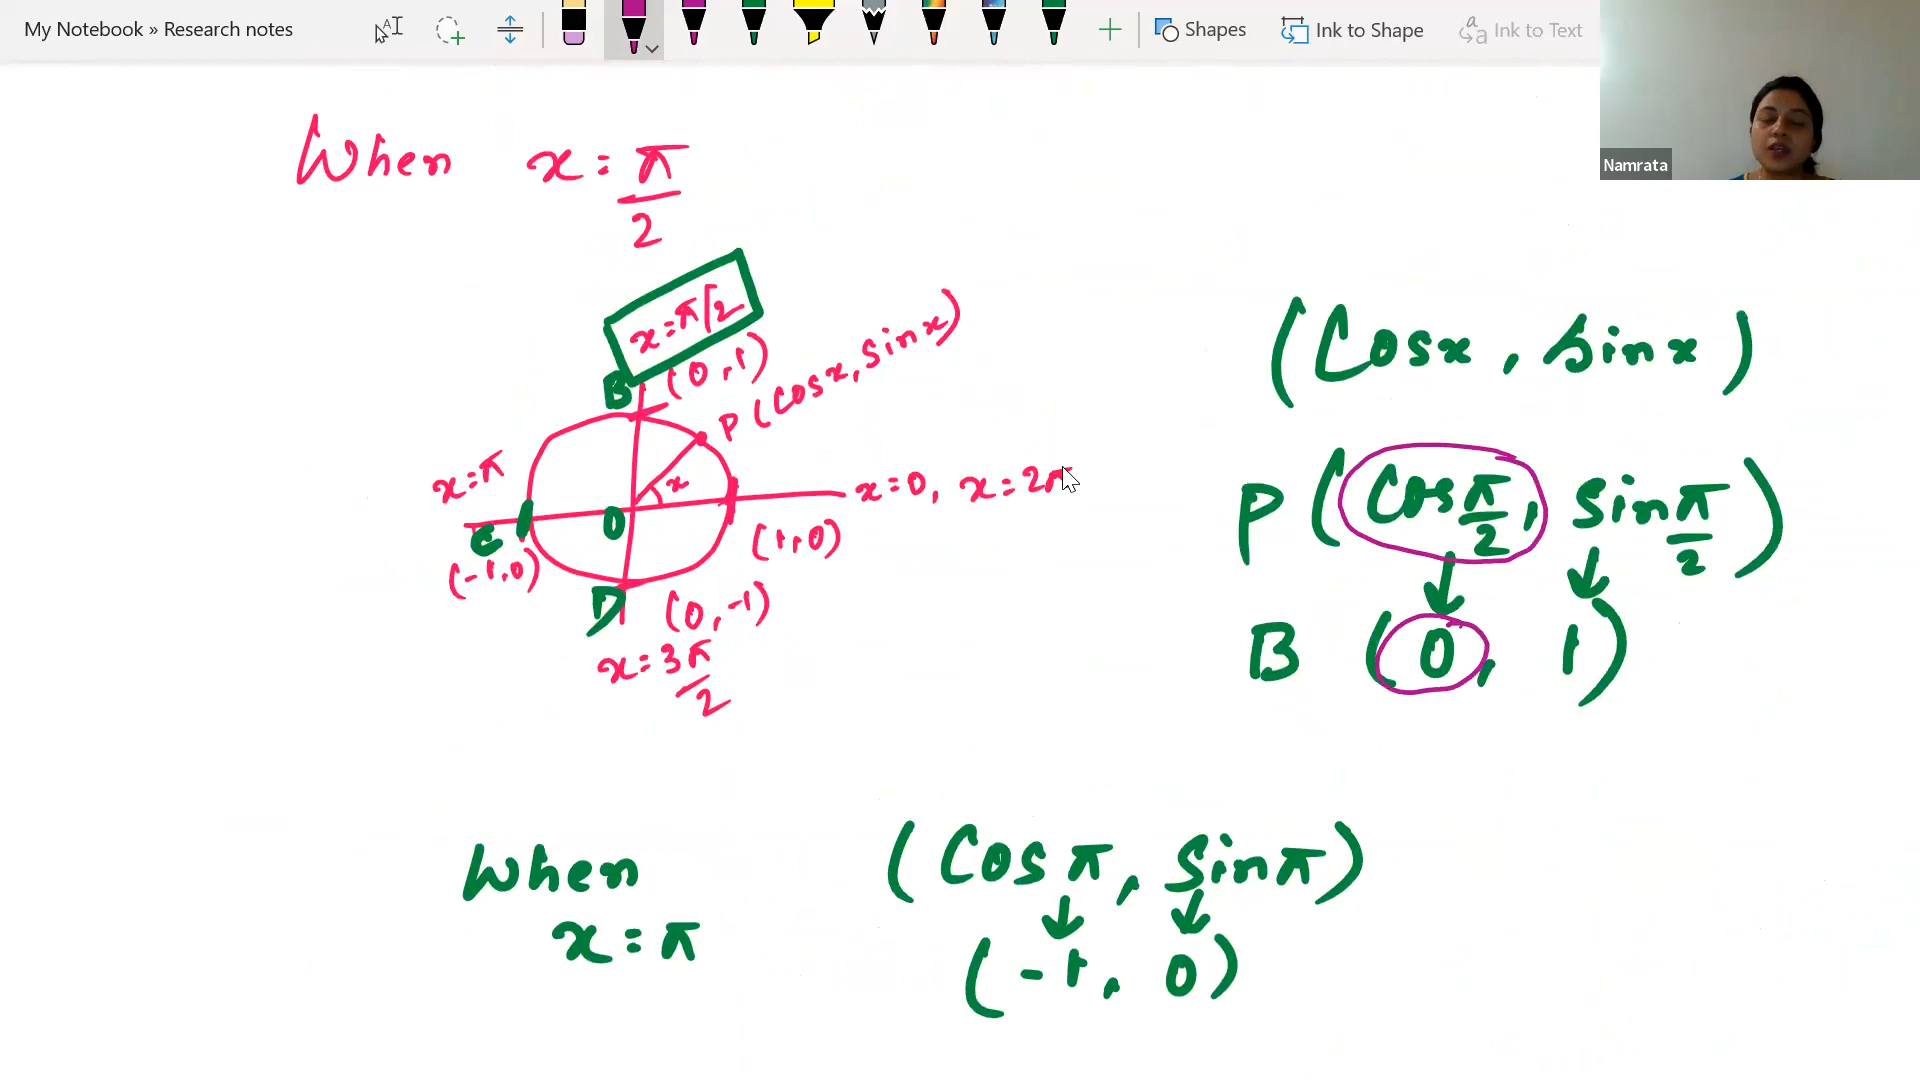 My Notebook » Research notes
Shapes
Ink to Shape
Ink to Text
Namrata
When x = π/2
x = π/2
B (0, 1)
P (cos x, sin x)
x = π
x
x = 0, x = 2π
C
O
(1, 0)
(-1, 0)
D (0, -1)
x = 3π/2
(Cos x, sin x)
P (Cos π/2, sin π/2)
B (0, 1)
When
x = π
(Cos π, sin π)
(-1, 0)